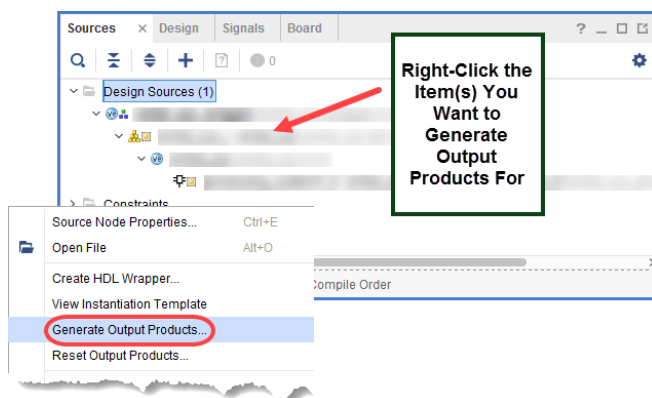 Sources × Design Signals Board ? _
0
Design Sources (1)
Constraints
Right-Click the
Item(s) You
Want to
Generate
Output
Products For
Compile Order
Source Node Properties... Ctrl+E
Open File Alt+O
Create HDL Wrapper...
View Instantiation Template
Generate Output Products...
Reset Output Products...